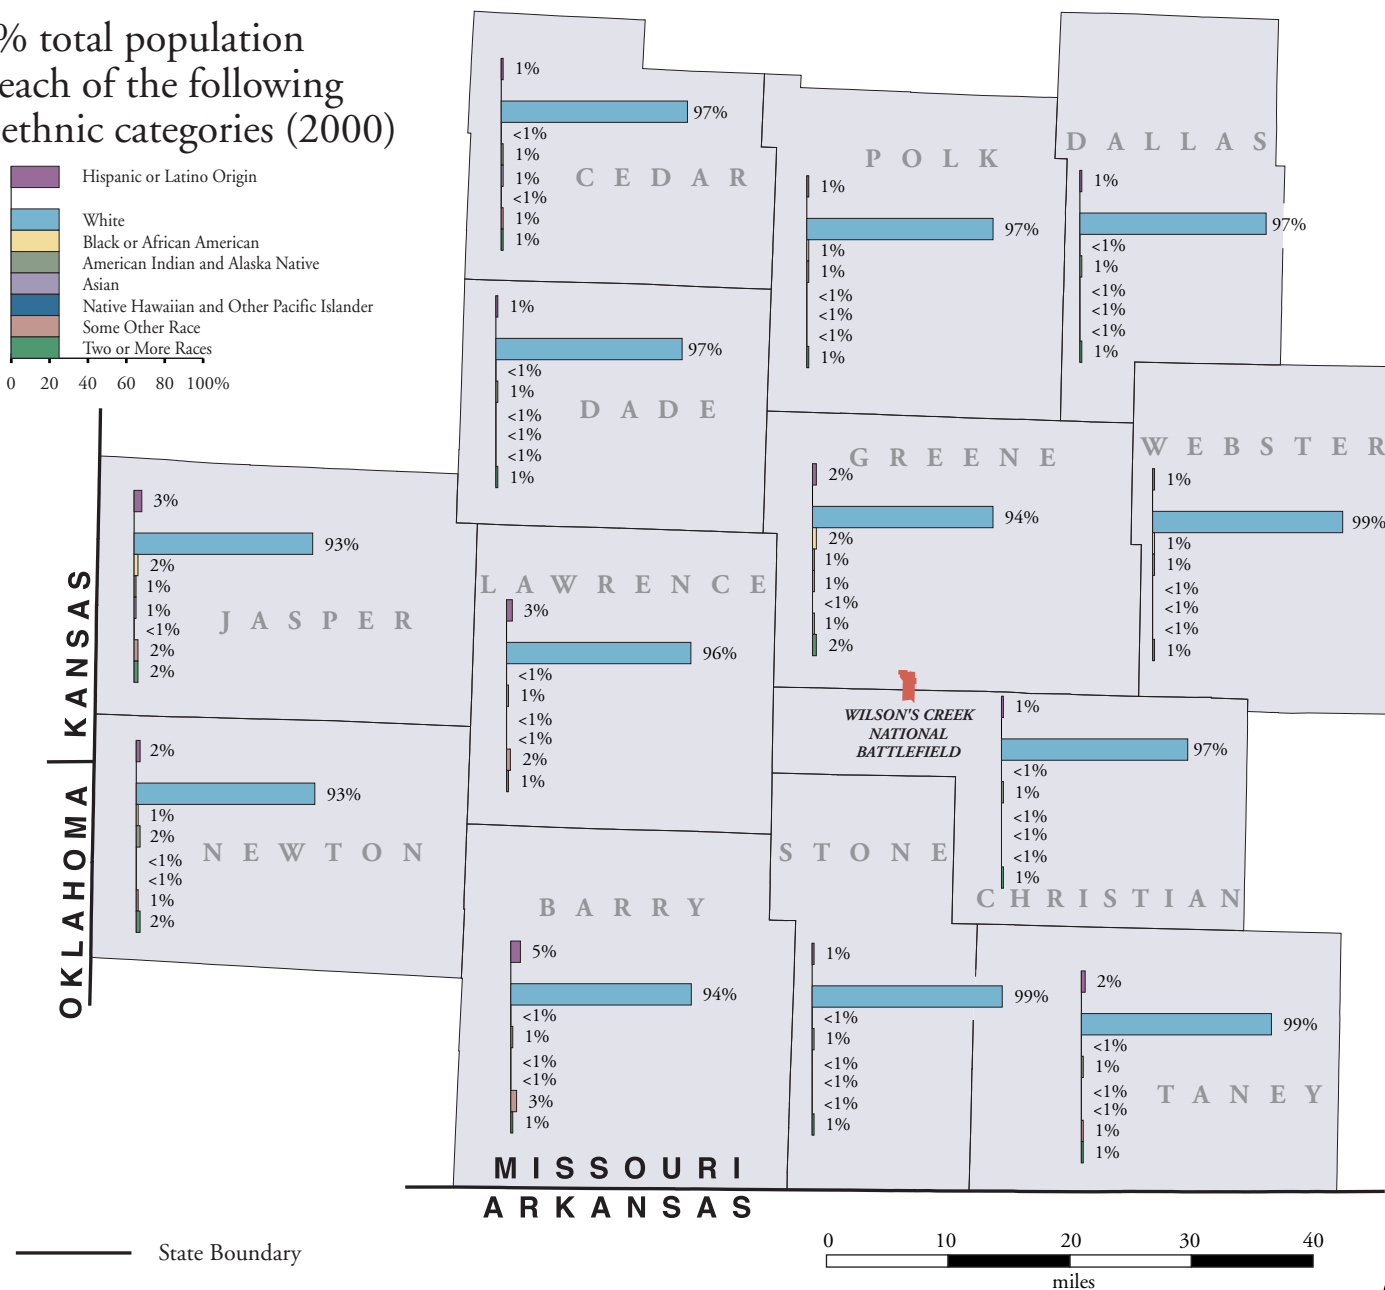 % total population
each of the following
ethnic categories (2000)
Hispanic or Latino Origin
White
Black or African American
American Indian and Alaska Native
Asian
Native Hawaiian and Other Pacific Islander
Some Other Race
Two or More Races
0 20 40 60 80 100%
CEDAR
1%
97%
<1%
1%
1%
<1%
1%
1%
POLK
1%
97%
1%
1%
<1%
<1%
<1%
1%
DALLAS
1%
97%
<1%
1%
<1%
<1%
<1%
1%
DADE
1%
97%
<1%
1%
<1%
<1%
<1%
1%
GREENE
2%
94%
2%
1%
1%
<1%
1%
2%
WEBSTER
1%
99%
1%
1%
<1%
<1%
<1%
1%
JASPER
3%
93%
2%
1%
1%
<1%
2%
2%
LAWRENCE
3%
96%
<1%
1%
<1%
<1%
2%
1%
WILSON'S CREEK
NATIONAL
BATTLEFIELD
1%
97%
<1%
1%
<1%
<1%
<1%
1%
CHRISTIAN
KANSAS
OKLAHOMA
NEWTON
2%
93%
1%
2%
<1%
<1%
1%
2%
BARRY
5%
94%
<1%
1%
<1%
<1%
3%
1%
STONE
1%
99%
<1%
1%
<1%
<1%
<1%
1%
TANEY
2%
99%
<1%
1%
<1%
<1%
1%
1%
MISSOURI
ARKANSAS
State Boundary
0 10 20 30 40
miles